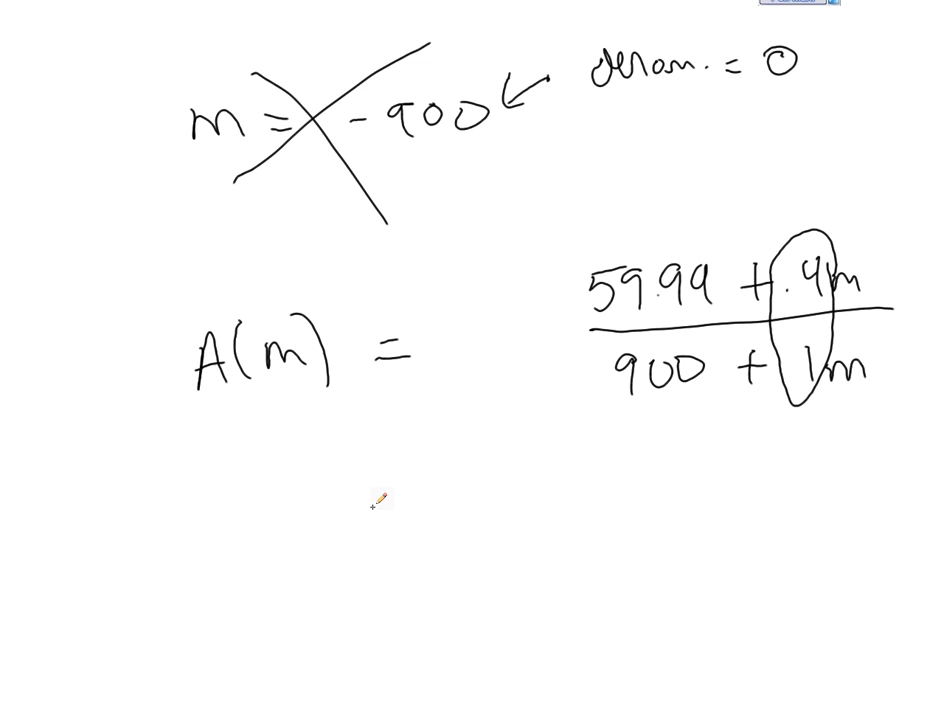 m = - 900 denom. = 0
59.99 + .4m
A(m) =
900 + 1m